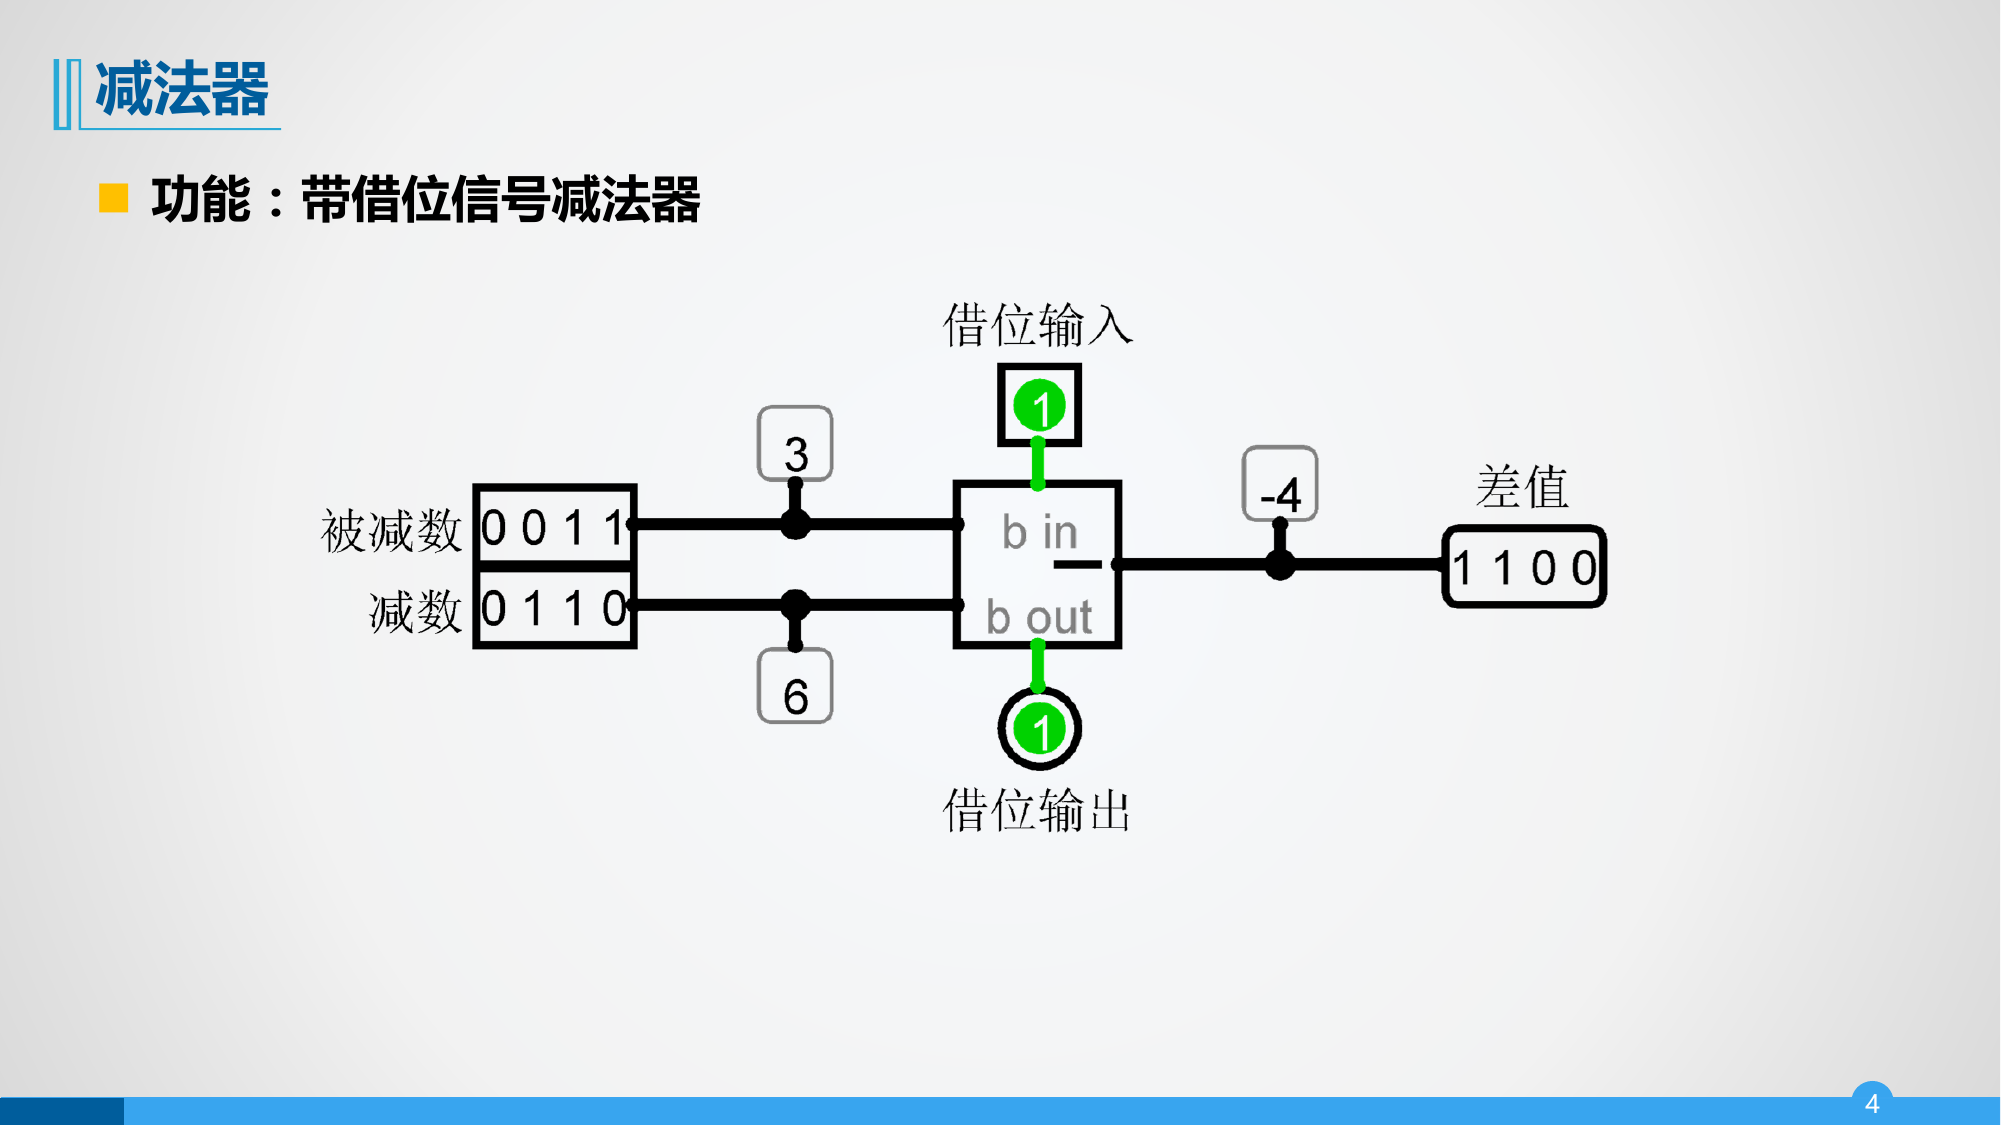 减法器
功能：带借位信号减法器
借位输入
1
3
-4
差值
被减数
0 0 1 1
b in
1 1 0 0
减数
0 1 1 0
b out
6
1
借位输出
4